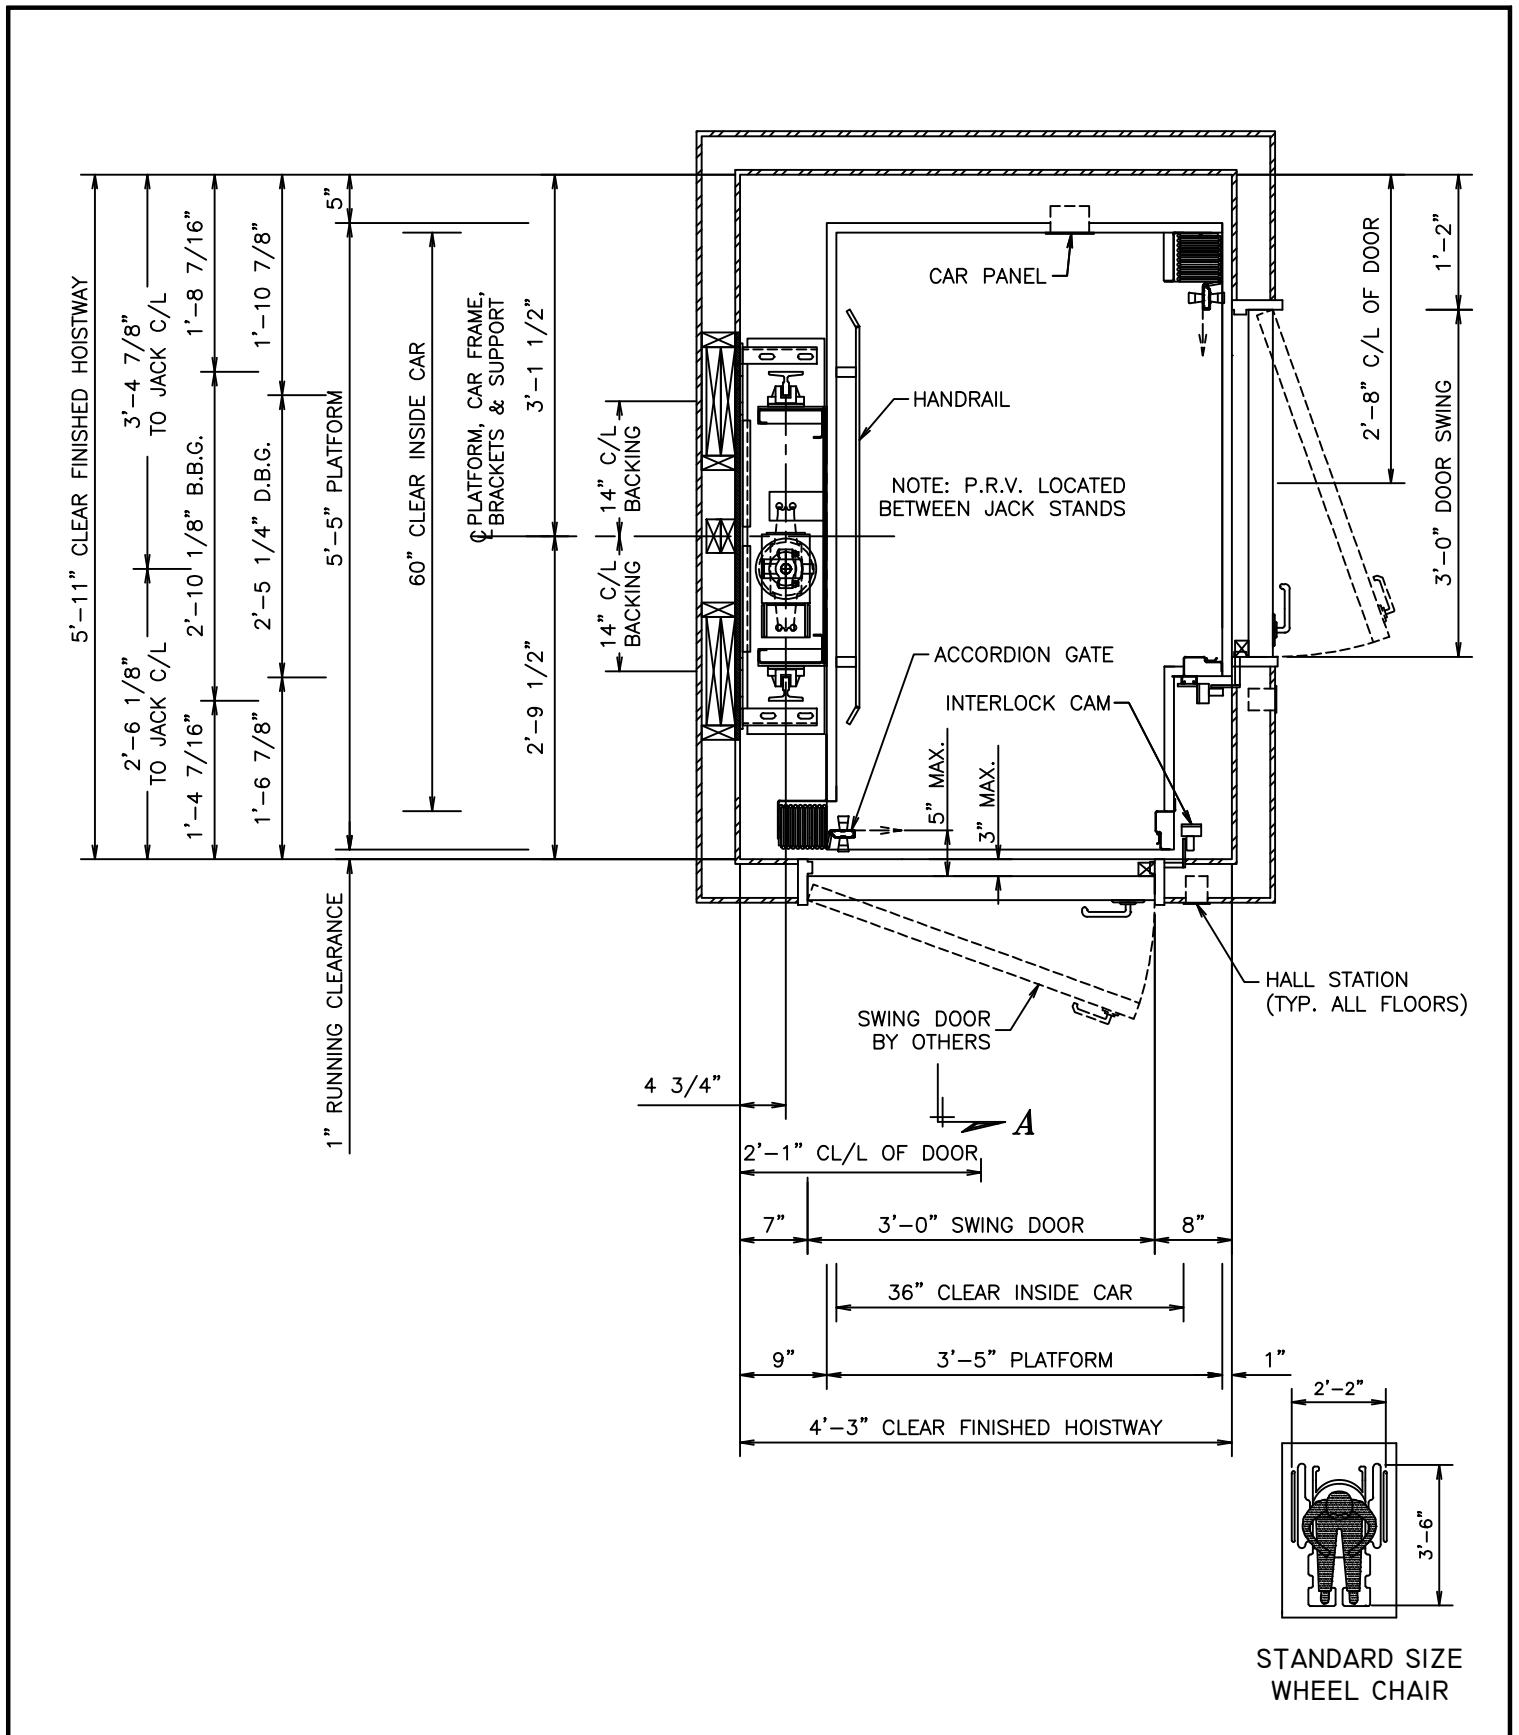 5'-11" CLEAR FINISHED HOISTWAY
3'-4 7/8"
TO JACK C/L
2'-6 1/8"
TO JACK C/L
1'-8 7/16"
2'-10 1/8" B.B.G.
1'-4 7/16"
1'-10 7/8"
2'-5 1/4" D.B.G.
1'-6 7/8"
5"
5'-5" PLATFORM
1" RUNNING CLEARANCE
60" CLEAR INSIDE CAR
℄ PLATFORM, CAR FRAME,
BRACKETS & SUPPORT
3'-1 1/2"
2'-9 1/2"
14" C/L
BACKING
14" C/L
BACKING
CAR PANEL
HANDRAIL
NOTE: P.R.V. LOCATED
BETWEEN JACK STANDS
ACCORDION GATE
INTERLOCK CAM
5" MAX.
3" MAX.
2'-8" C/L OF DOOR
1'-2"
3'-0" DOOR SWING
HALL STATION
(TYP. ALL FLOORS)
SWING DOOR
BY OTHERS
4 3/4"
A
2'-1" CL/L OF DOOR
7"
3'-0" SWING DOOR
8"
36" CLEAR INSIDE CAR
9"
3'-5" PLATFORM
1"
4'-3" CLEAR FINISHED HOISTWAY
2'-2"
3'-6"
STANDARD SIZE
WHEEL CHAIR